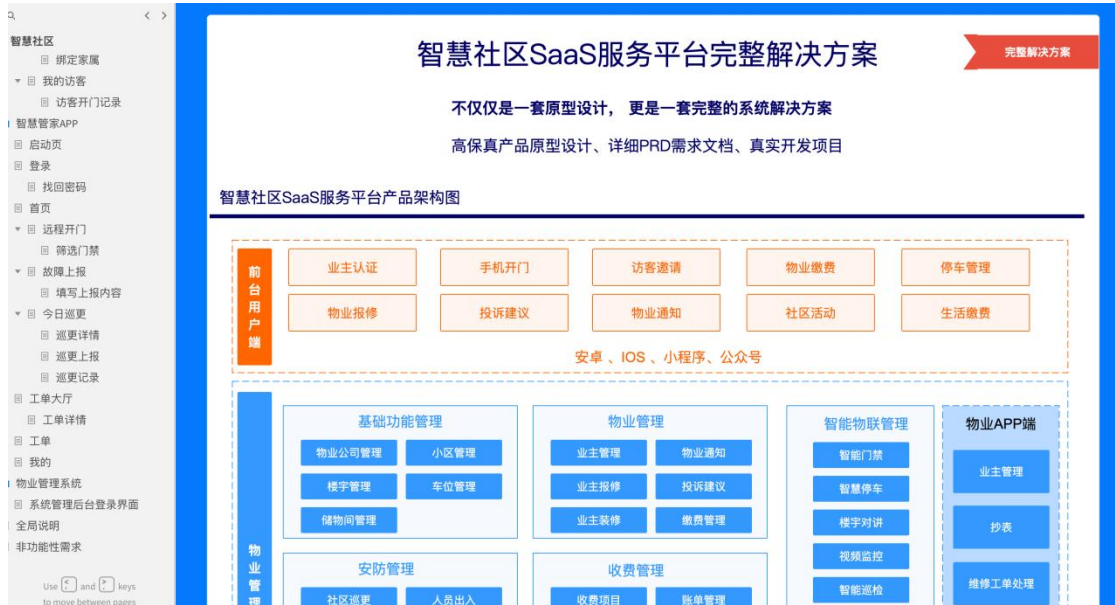 智慧社区
绑定家属
我的访客
访客开门记录
智慧管家APP
启动页
登录
找回密码
首页
远程开门
筛选门禁
故障上报
填写上报内容
今日巡更
巡更详情
巡更上报
巡更记录
工单大厅
工单详情
工单
我的
物业管理系统
系统管理后台登录界面
全局说明
非功能性需求
Use < and > keys
to move between pages
智慧社区SaaS服务平台完整解决方案
完整解决方案
不仅仅是一套原型设计， 更是一套完整的系统解决方案
高保真产品原型设计、详细PRD需求文档、真实开发项目
智慧社区SaaS服务平台产品架构图
前台用户端
业主认证 手机开门 访客邀请 物业缴费 停车管理
物业报修 投诉建议 物业通知 社区活动 生活缴费
安卓 、IOS 、小程序、公众号
物业管理
基础功能管理
物业公司管理 小区管理
楼宇管理 车位管理
储物间管理
物业管理
业主管理 物业通知
业主报修 投诉建议
业主装修 缴费管理
智能物联管理
智能门禁
智慧停车
楼宇对讲
视频监控
智能巡检
物业APP端
业主管理
抄表
维修工单处理
安防管理
社区巡更 人员出入
收费管理
收费项目 账单管理